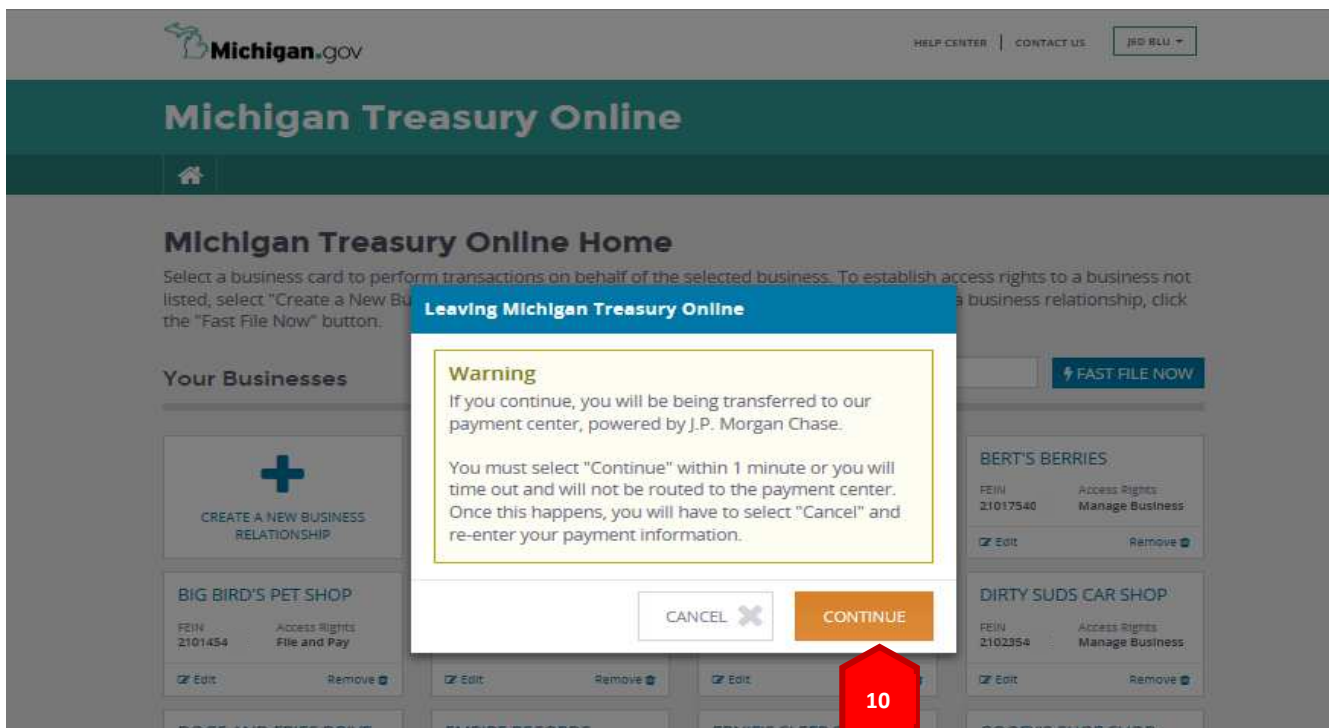 Michigan.gov
HELP CENTER | CONTACT US
Michigan Treasury Online
Michigan Treasury Online Home
Select a business card to perform transactions on behalf of the selected business. To establish access rights to a business not
listed, select "Create a New Bu
a business relationship, click
the "Fast File Now" button.
Your Businesses
FAST FILE NOW
Leaving Michigan Treasury Online
Warning
If you continue, you will be being transferred to our
payment center, powered by J.P. Morgan Chase.
You must select "Continue" within 1 minute or you will
time out and will not be routed to the payment center.
Once this happens, you will have to select "Cancel" and
re-enter your payment information.
CANCEL
CONTINUE
10
CREATE A NEW BUSINESS
RELATIONSHIP
BERT'S BERRIES
FEIN Access Rights
21017540 Manage Business
Edit Remove
BIG BIRD'S PET SHOP
FEIN Access Rights
2101454 File and Pay
Edit Remove
Edit Remove
Edit
DIRTY SUDS CAR SHOP
FEIN Access Rights
2102354 Manage Business
Edit Remove